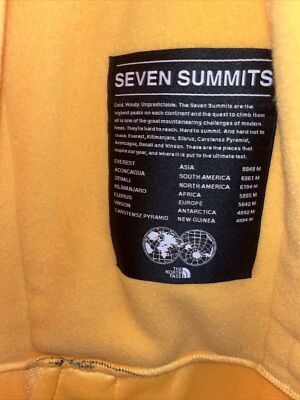 SEVEN SUMMITS
Cold. Windy. Unpredictable. The Seven Summits are the
highest peaks on each continent and the quest to climb them
all is one of the great mountaineering challenges of modern
times. They're hard to reach. Hard to summit. And hard not to
these. Everest, Kilimanjaro, Elbrus, Carstensz Pyramid,
Aconcagua, Denali and Vinson. These are the places that
inspire our gear, and where it is put to the ultimate test.
EVEREST ASIA 8848 M
ACONCAGUA SOUTH AMERICA 6961 M
DENALI NORTH AMERICA 6194 M
KILIMANJARO AFRICA 5895 M
ELBRUS EUROPE 5642 M
VINSON ANTARCTICA 4892 M
CARSTENSZ PYRAMID NEW GUINEA 4884 M
THE
NORTH
FACE